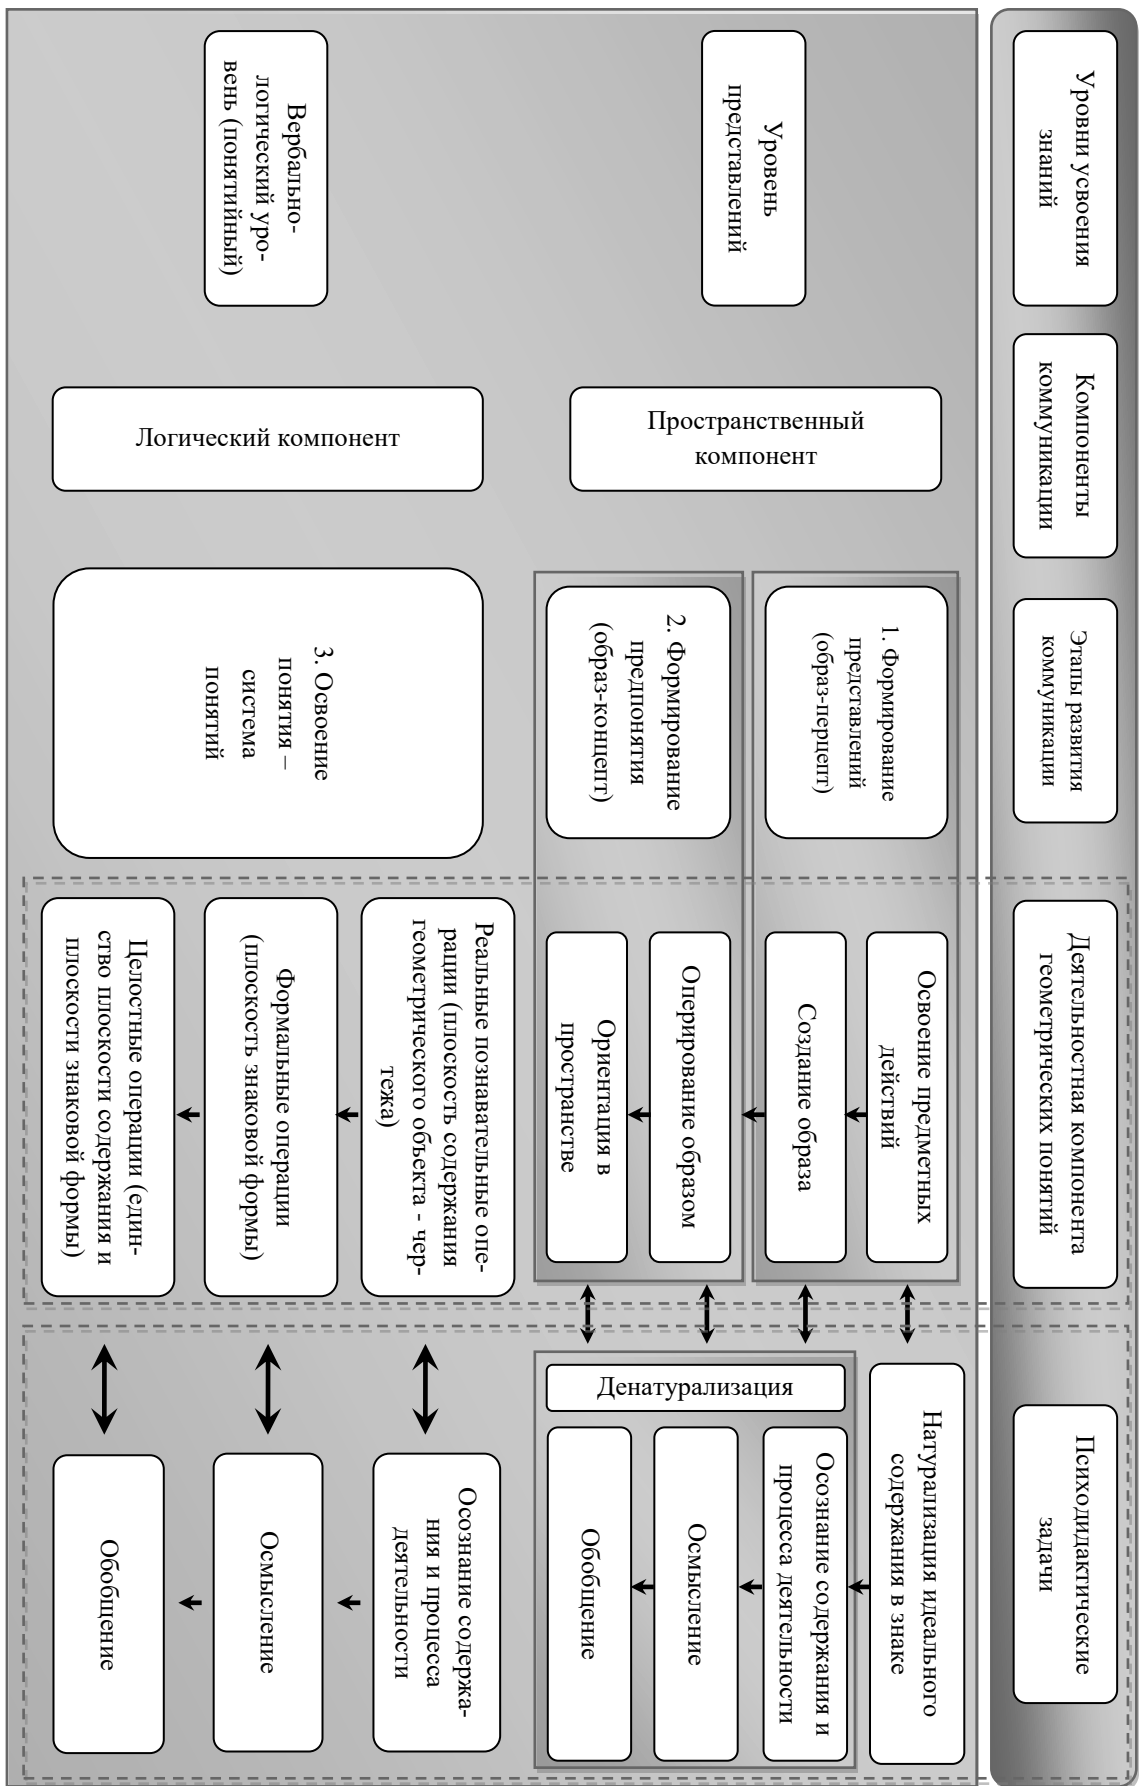 Уровни усвоения
знаний
Компоненты
коммуникации
Этапы развития
коммуникации
Деятельностная компонента
геометрических понятий
Психодидактические
задачи
Уровень
представлений
Пространственный
компонент
1. Формирование
представлений
(образ-перцепт)
Освоение предметных
действий
Создание образа
Натурализация идеального
содержания в знаке
2. Формирование
предпонятия
(образ-концепт)
Оперирование образом
Ориентация в
пространстве
Денатурализация
Осознание содержания и
процесса деятельности
Осмысление
Обобщение
Вербально-
логический уро-
вень (понятийный)
Логический компонент
3. Освоение
понятия –
система
понятий
Реальные познавательные опе-
рации (плоскость содержания
геометрического объекта - чер-
тежа)
Формальные операции
(плоскость знаковой формы)
Целостные операции (един-
ство плоскости содержания и
плоскости знаковой формы)
Осознание содержа-
ния и процесса
деятельности
Осмысление
Обобщение